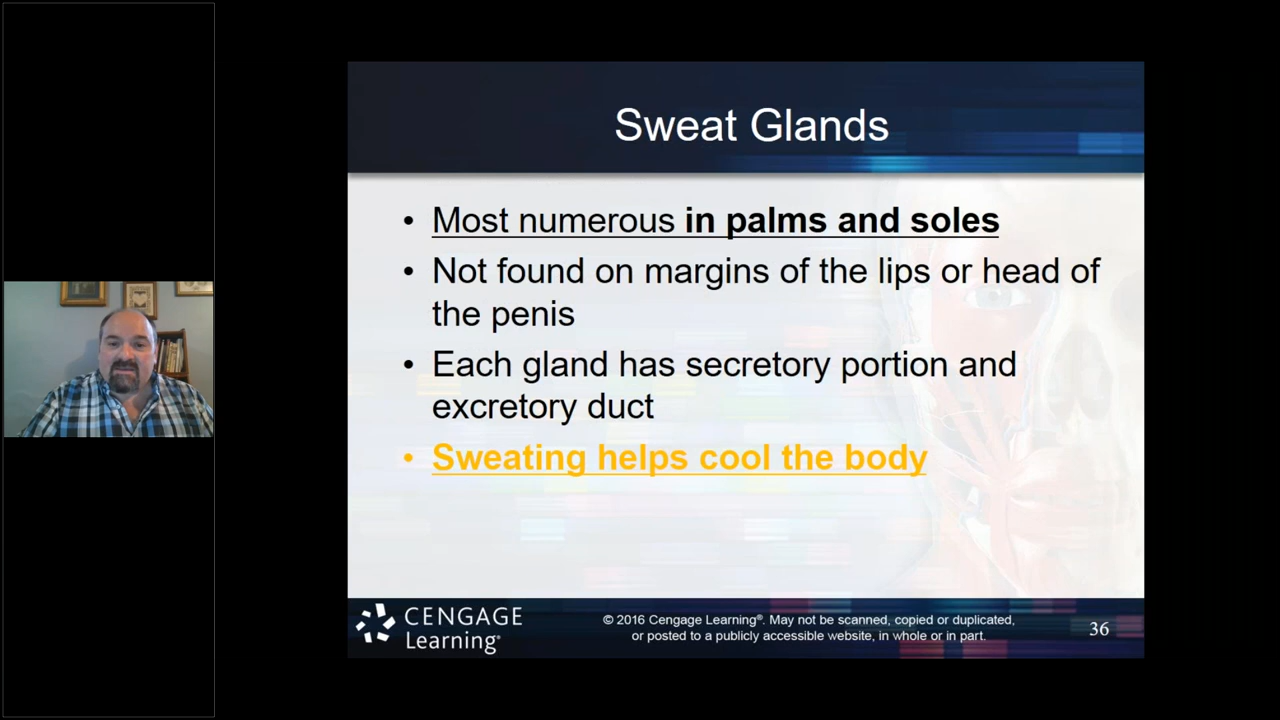 Sweat Glands
• Most numerous in palms and soles
• Not found on margins of the lips or head of
the penis
• Each gland has secretory portion and
excretory duct
• Sweating helps cool the body
CENGAGE
Learning®
© 2016 Cengage Learning®. May not be scanned, copied or duplicated,
or posted to a publicly accessible website, in whole or in part.
36